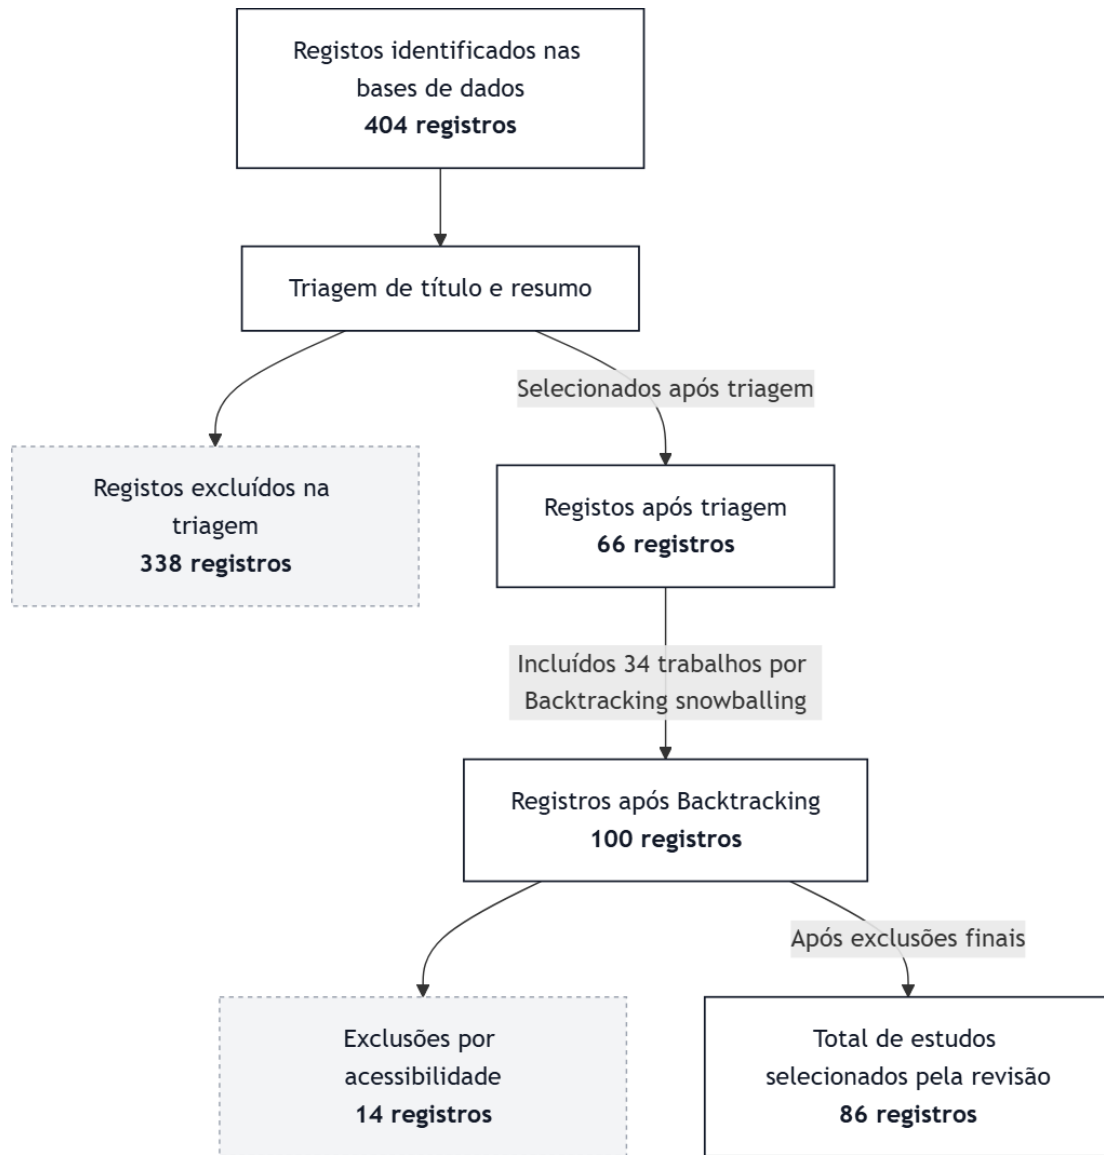 Registos identificados nas
bases de dados
404 registros
Triagem de título e resumo
Selecionados após triagem
Registos excluídos na
triagem
338 registros
Registos após triagem
66 registros
Incluídos 34 trabalhos por
Backtracking snowballing
Registros após Backtracking
100 registros
Após exclusões finais
Exclusões por
acessibilidade
14 registros
Total de estudos
selecionados pela revisão
86 registros